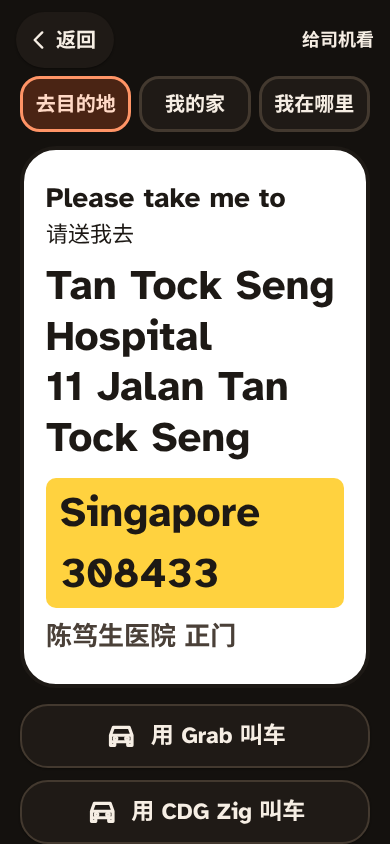 返回
给司机看
去目的地
我的家
我在哪里
Please take me to
请送我去
Tan Tock Seng
Hospital
11 Jalan Tan
Tock Seng
Singapore
308433
陈笃生医院 正门
用 Grab 叫车
用 CDG Zig 叫车